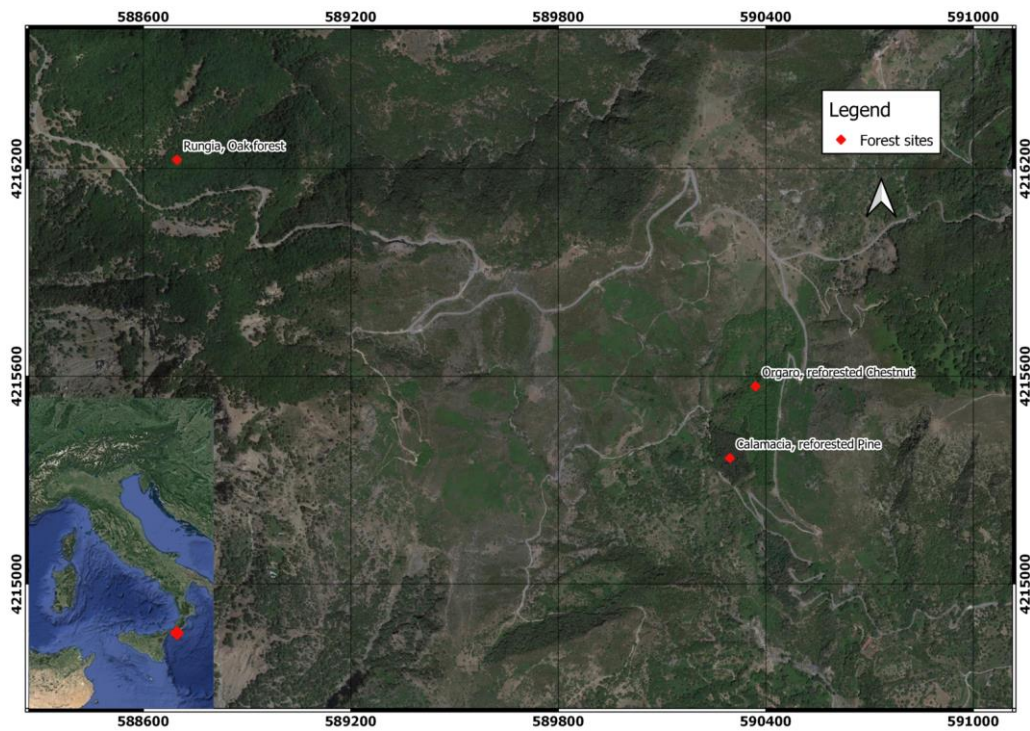 588600 589200 589800 590400 591000
Legend
Forest sites
Rungia, Oak forest
4216200 4216200
Orgaro, reforested Chestnut
4215600 4215600
Calamacia, reforested Pine
4215000 4215000
588600 589200 589800 590400 591000